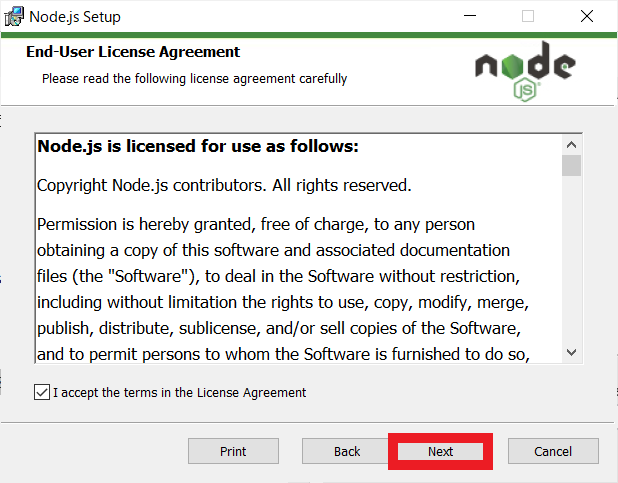 Node.js Setup
End-User License Agreement
Please read the following license agreement carefully
node
JS
Node.js is licensed for use as follows:
Copyright Node.js contributors. All rights reserved.
Permission is hereby granted, free of charge, to any person
obtaining a copy of this software and associated documentation
files (the "Software"), to deal in the Software without restriction,
including without limitation the rights to use, copy, modify, merge,
publish, distribute, sublicense, and/or sell copies of the Software,
and to permit persons to whom the Software is furnished to do so,
I accept the terms in the License Agreement
Print Back Next Cancel